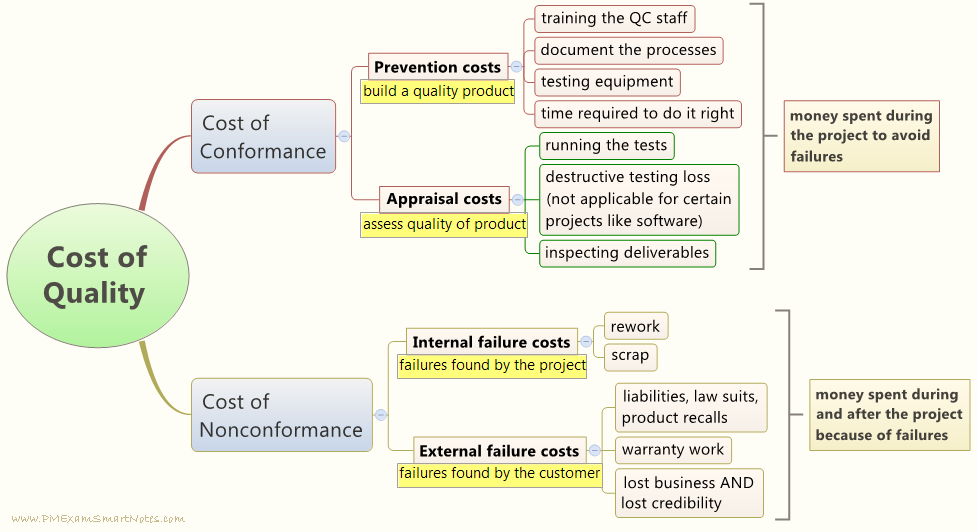 Cost of
Quality
Cost of
Conformance
Prevention costs
build a quality product
training the QC staff
document the processes
testing equipment
time required to do it right
Appraisal costs
assess quality of product
running the tests
destructive testing loss
(not applicable for certain
projects like software)
inspecting deliverables
money spent during
the project to avoid
failures
Cost of
Nonconformance
Internal failure costs
failures found by the project
rework
scrap
External failure costs
failures found by the customer
liabilities, law suits,
product recalls
warranty work
lost business AND
lost credibility
money spent during
and after the project
because of failures
www.PMExamSmartNotes.com